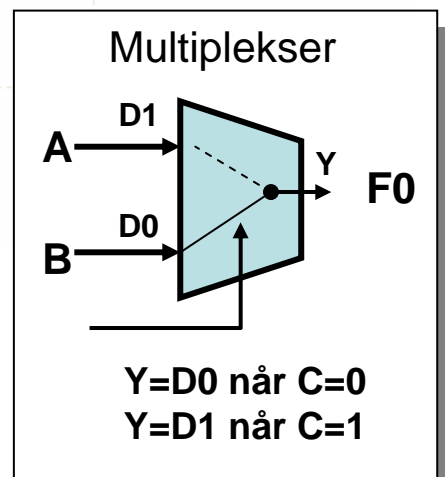 Multiplekser
D1
A
Y
F0
D0
B
Y=D0 når C=0
Y=D1 når C=1